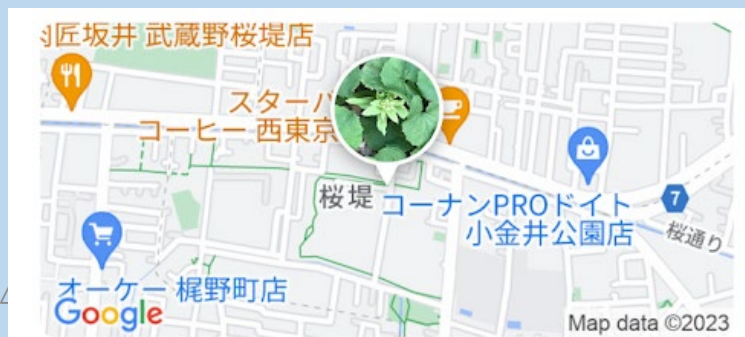 匠坂井 武蔵野桜堤店
スターバ
コーヒー 西東京
桜堤
コーナンPROドイト
小金井公園店
7
桜通り
オーケー 梶野町店
Google
Map data ©2023